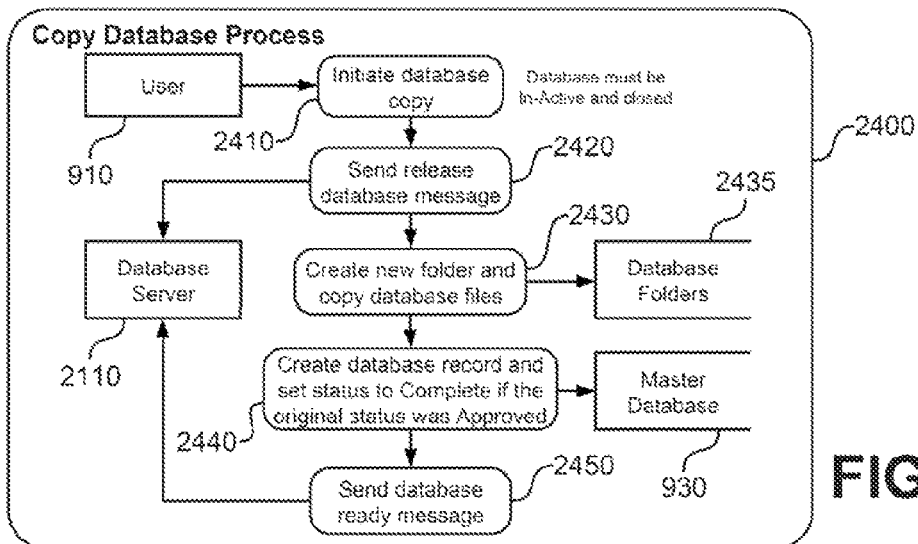 Copy Database Process
User
Initiate database
copy
Database must be
In-Active and closed
2410
910
2400
Send release
database message
2420
2430
2435
Database
Server
Create new folder and
copy database files
Database
Folders
2110
Create database record and
set status to Complete if the
original status was Approved
Master
Database
2440
2450
930
Send database
ready message
FIG